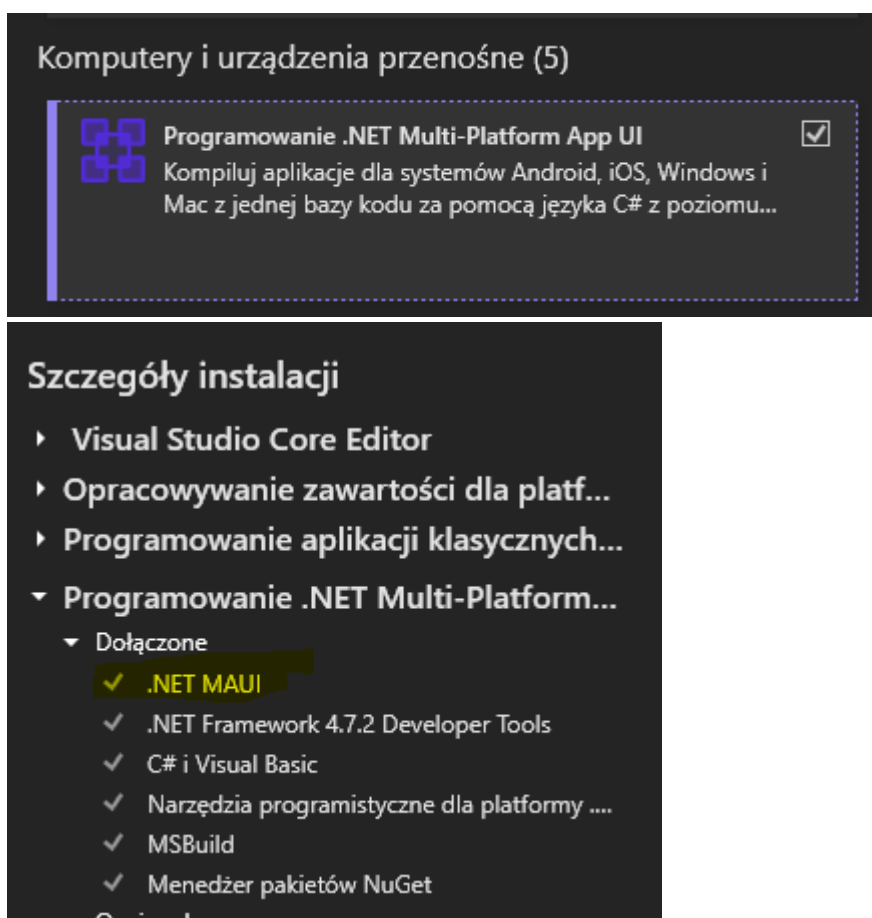 Komputery i urządzenia przenośne (5)
Programowanie .NET Multi-Platform App UI
Kompiluj aplikacje dla systemów Android, iOS, Windows i
Mac z jednej bazy kodu za pomocą języka C# z poziomu...
Szczegóły instalacji
Visual Studio Core Editor
Opracowywanie zawartości dla platf...
Programowanie aplikacji klasycznych...
Programowanie .NET Multi-Platform...
Dołączone
.NET MAUI
.NET Framework 4.7.2 Developer Tools
C# i Visual Basic
Narzędzia programistyczne dla platformy ....
MSBuild
Menedżer pakietów NuGet